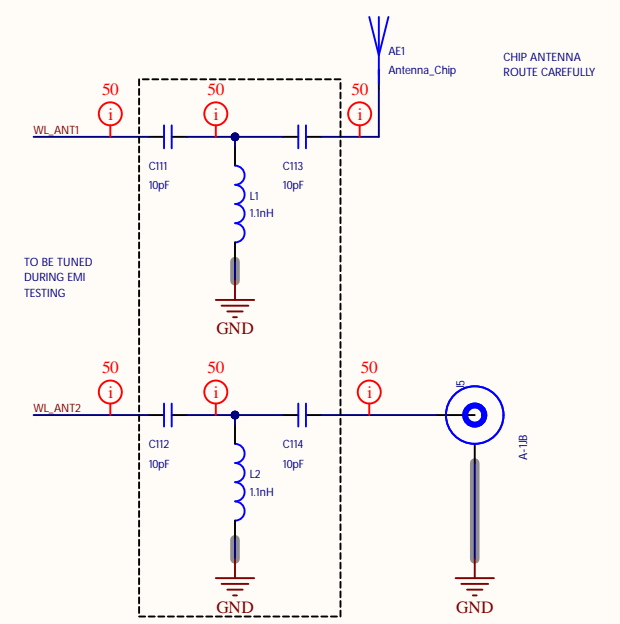 AE1
Antenna_Chip
CHIP ANTENNA
ROUTE CAREFULLY
50
50
50
i
i
i
WL_ANT1
C111
10pF
C113
10pF
L1
1.1nH
TO BE TUNED
DURING EMI
TESTING
GND
50
50
50
i
i
i
WL_ANT2
J5
A-1JB
C112
10pF
C114
10pF
L2
1.1nH
GND
GND